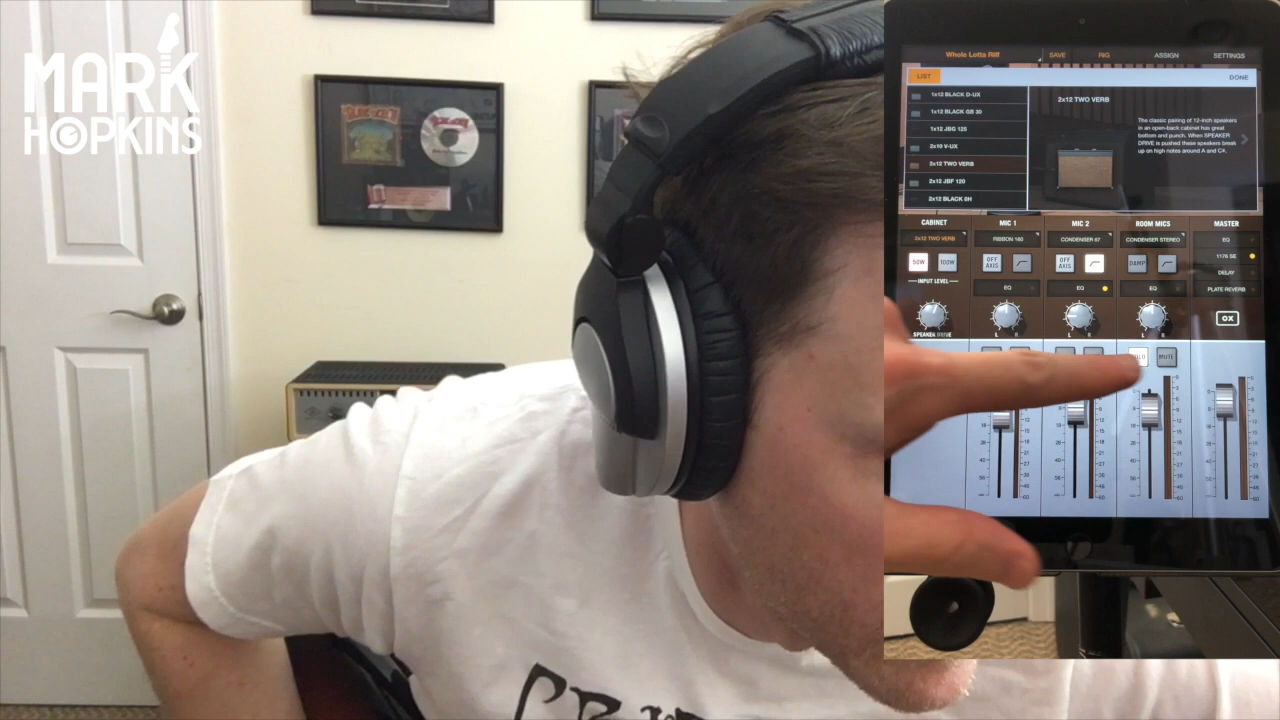 MARK
HOPKINS
Whole Lotta Riff
SAVE
RIG
ASSIGN
SETTINGS
LIST
DONE
1x12 BLACK D-UX
1x12 BLACK GB 30
1x12 JBG 125
2x10 V-UX
2x12 TWO VERB
2x12 JBF 120
2x12 BLACK 8H
2x12 TWO VERB
The classic pairing of 12-inch speakers
in an open-back cabinet has great
bottom and punch. When SPEAKER
DRIVE is pushed these speakers break
up on high notes around A and C#.
CABINET
MIC 1
MIC 2
ROOM MICS
MASTER
2x12 TWO VERB
RIBBON 160
CONDENSER 67
CONDENSER STEREO
EQ
50W
100W
OFF AXIS
OFF AXIS
DAMP
1176 SE
INPUT LEVEL
EQ
EQ
EQ
DELAY
PLATE REVERB
OX
SPEAKER DRIVE
L R
L R
L R
MUTE